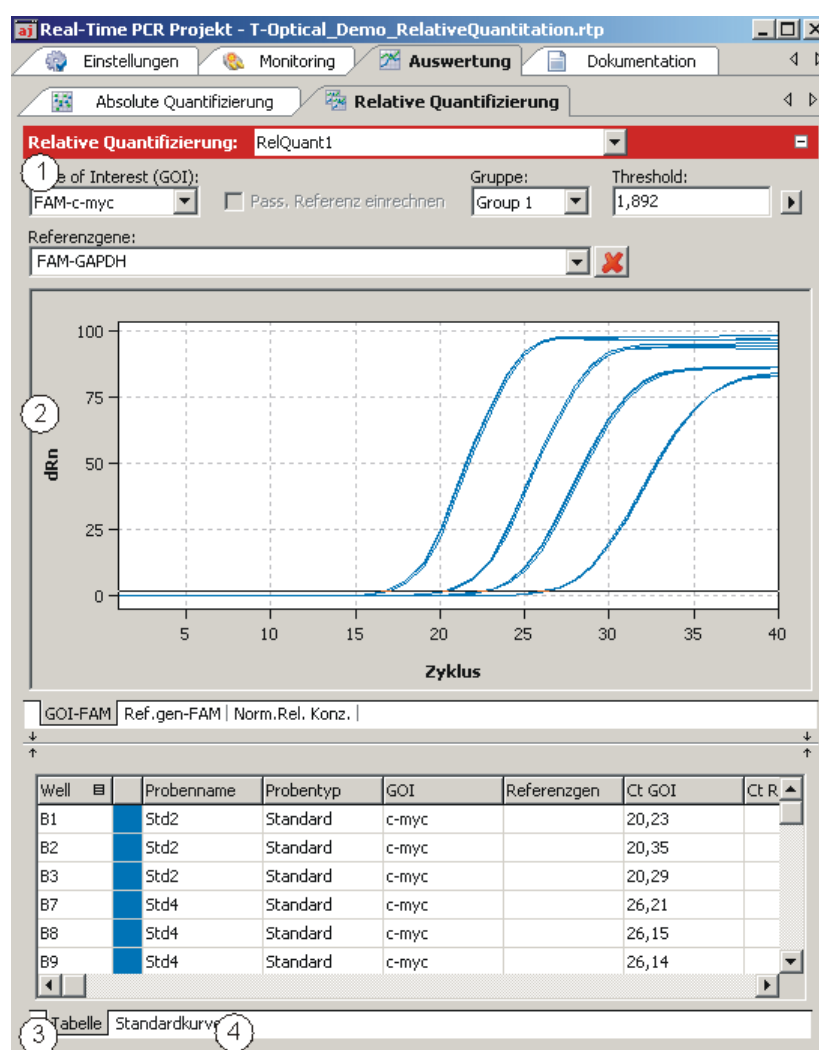 Real-Time PCR Projekt - T-Optical_Demo_RelativeQuantitation.rtp
Einstellungen Monitoring Auswertung Dokumentation
Absolute Quantifizierung Relative Quantifizierung
Relative Quantifizierung: RelQuant1
1 of Interest (GOI): Gruppe: Threshold:
FAM-c-myc Pass. Referenz einrechnen Group 1 1,892
Referenzgene:
FAM-GAPDH
100
75
2
50
25
0
dRn
5 10 15 20 25 30 35 40
Zyklus
GOI-FAM Ref.gen-FAM Norm.Rel. Konz.
Well Probenname Probentyp GOI Referenzgen Ct GOI Ct R
B1 Std2 Standard c-myc 20,23
B2 Std2 Standard c-myc 20,35
B3 Std2 Standard c-myc 20,29
B7 Std4 Standard c-myc 26,21
B8 Std4 Standard c-myc 26,15
B9 Std4 Standard c-myc 26,14
3 Tabelle Standardkurve 4